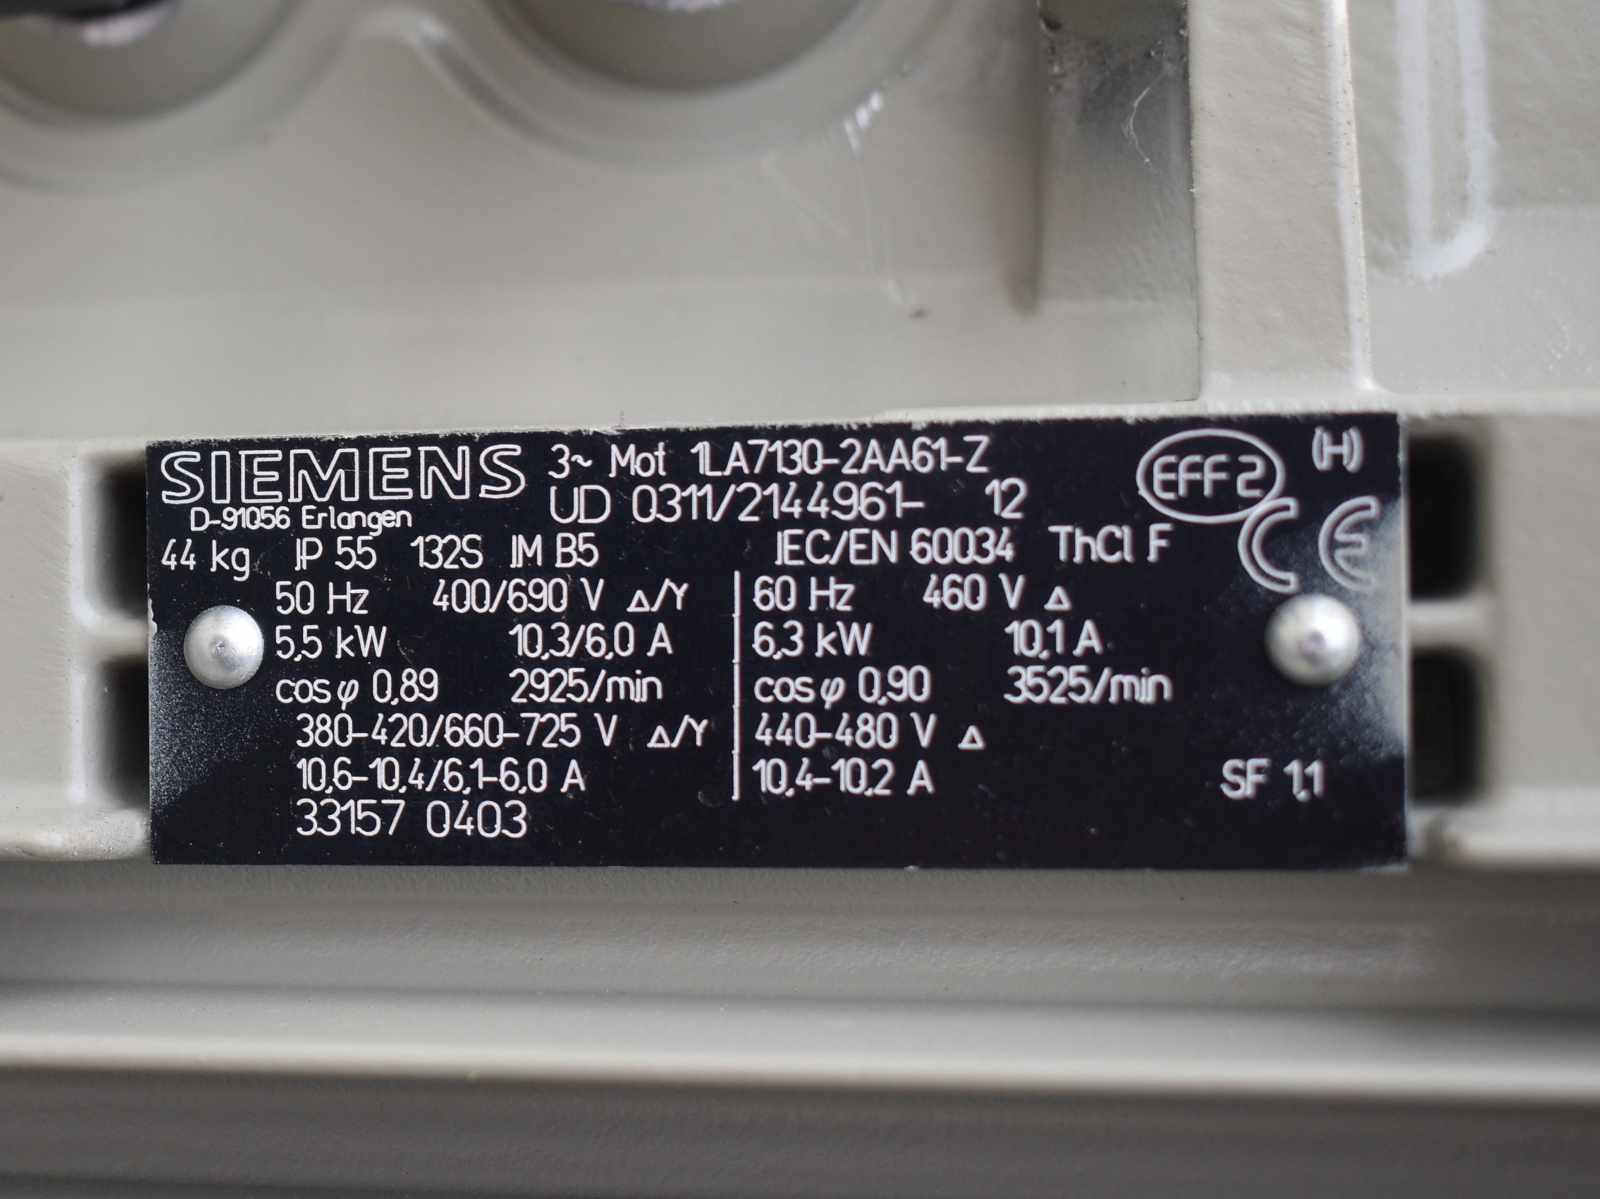 SIEMENS 3~ Mot 1LA7130-2AA61-Z EFF 2 (H)
D-91056 Erlangen UD 0311/2144961- 12 CE
44 kg IP 55 132S IM B5 IEC/EN 60034 ThCl F
50 Hz 400/690 V Δ/Y 60 Hz 460 V Δ
5,5 kW 10,3/6,0 A 6,3 kW 10,1 A
cos φ 0,89 2925/min cos φ 0,90 3525/min
380-420/660-725 V Δ/Y 440-480 V Δ
10,6-10,4/6,1-6,0 A 10,4-10,2 A SF 1,1
33157 0403